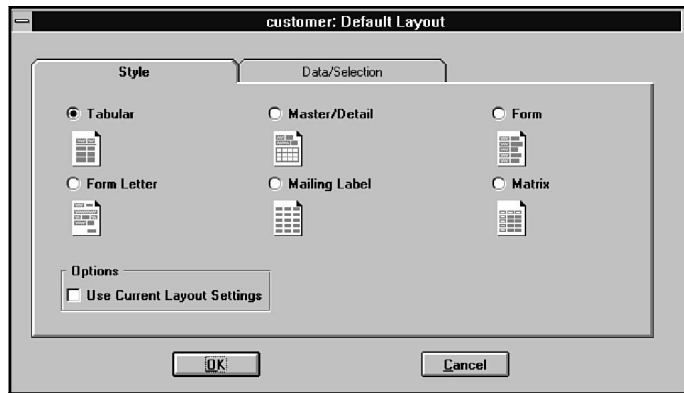 customer: Default Layout
Style Data/Selection
Tabular Master/Detail Form
Form Letter Mailing Label Matrix
Options
Use Current Layout Settings
OK Cancel